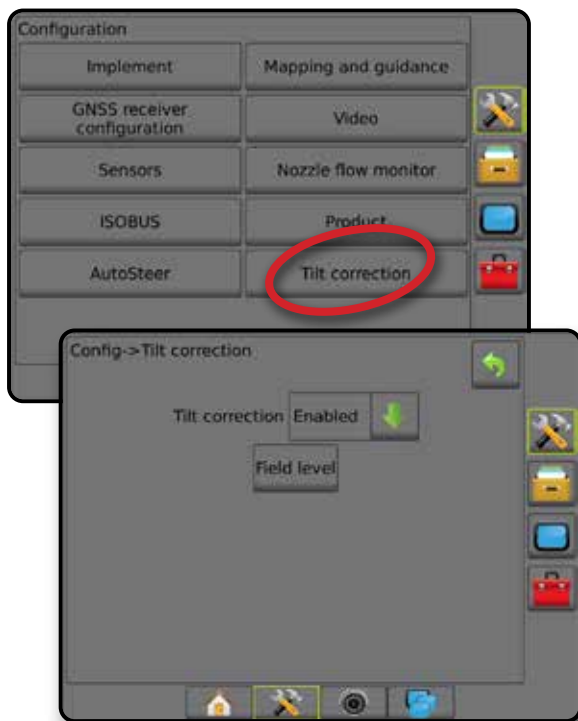 Configuration
Implement
Mapping and guidance
GNSS receiver
configuration
Video
Sensors
Nozzle flow monitor
ISOBUS
Product
AutoSteer
Tilt correction
Config->Tilt correction
Tilt correction Enabled
Field level